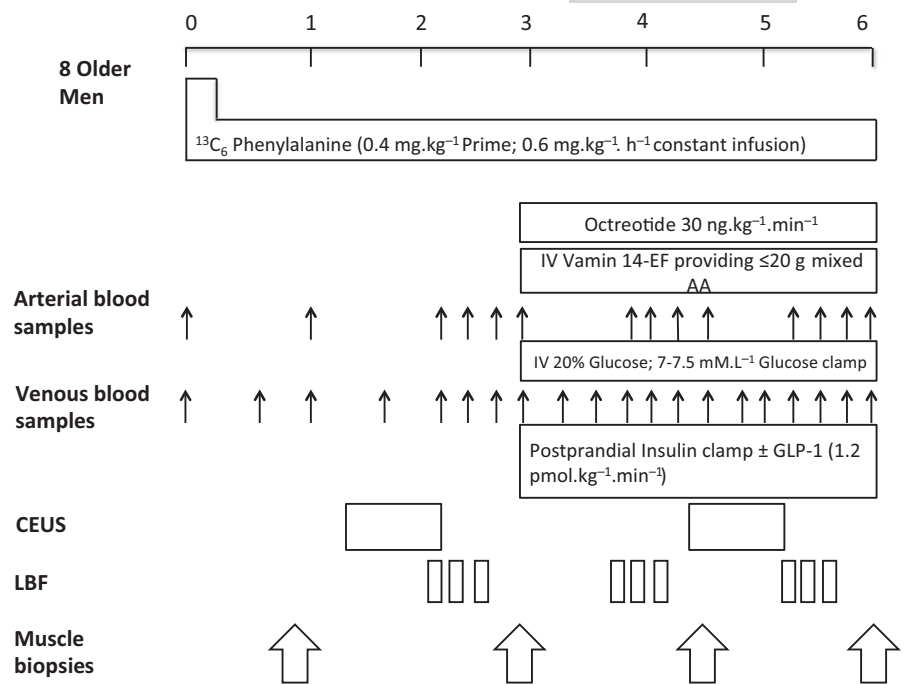 0 1 2 3 4 5 6
8 Older
Men
¹³C₆ Phenylalanine (0.4 mg.kg⁻¹ Prime; 0.6 mg.kg⁻¹. h⁻¹ constant infusion)
Octreotide 30 ng.kg⁻¹.min⁻¹
IV Vamin 14-EF providing ≤20 g mixed
AA
Arterial blood
samples
IV 20% Glucose; 7-7.5 mM.L⁻¹ Glucose clamp
Venous blood
samples
Postprandial Insulin clamp ± GLP-1 (1.2
pmol.kg⁻¹.min⁻¹)
CEUS
LBF
Muscle
biopsies